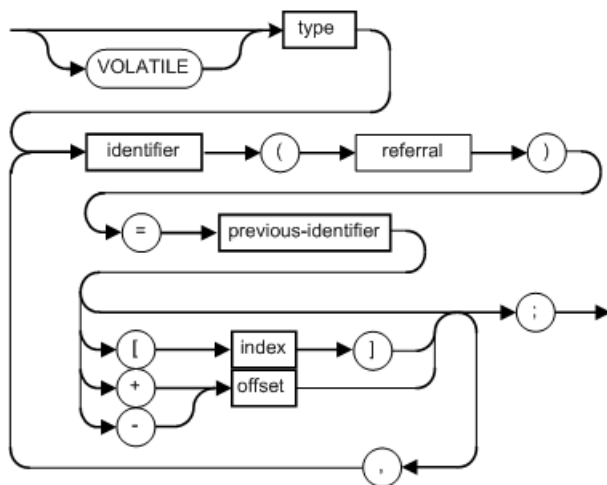 type
VOLATILE
identifier ( referral )
= previous-identifier
;
[ index ]
+ offset
-
,